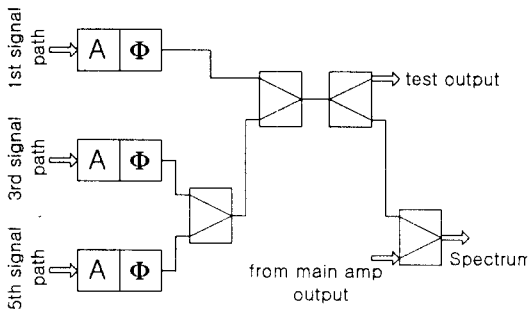 1st signal
path
A Φ
test output
3rd signal
path
A Φ
5th signal
path
A Φ
from main amp
output
Spectrum